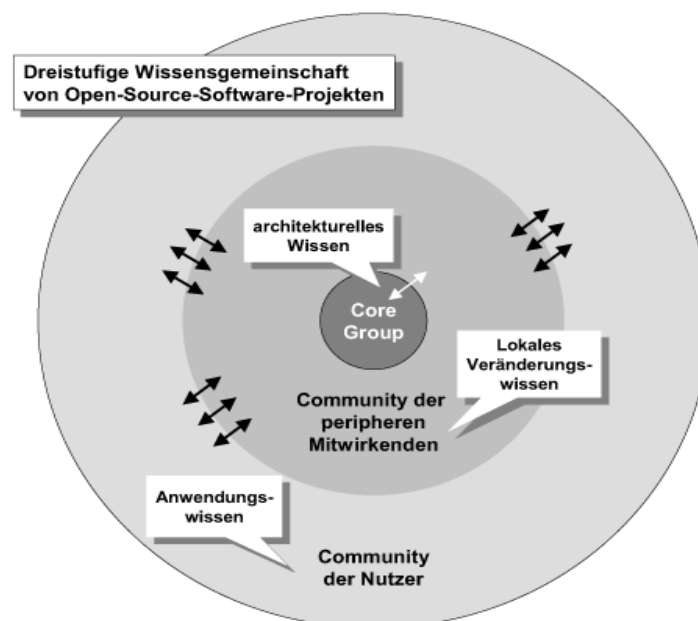 Dreistufige Wissensgemeinschaft
von Open-Source-Software-Projekten
architekturelles
Wissen
Core
Group
Lokales
Veränderungs-
wissen
Community der
peripheren
Mitwirkenden
Anwendungs-
wissen
Community
der Nutzer